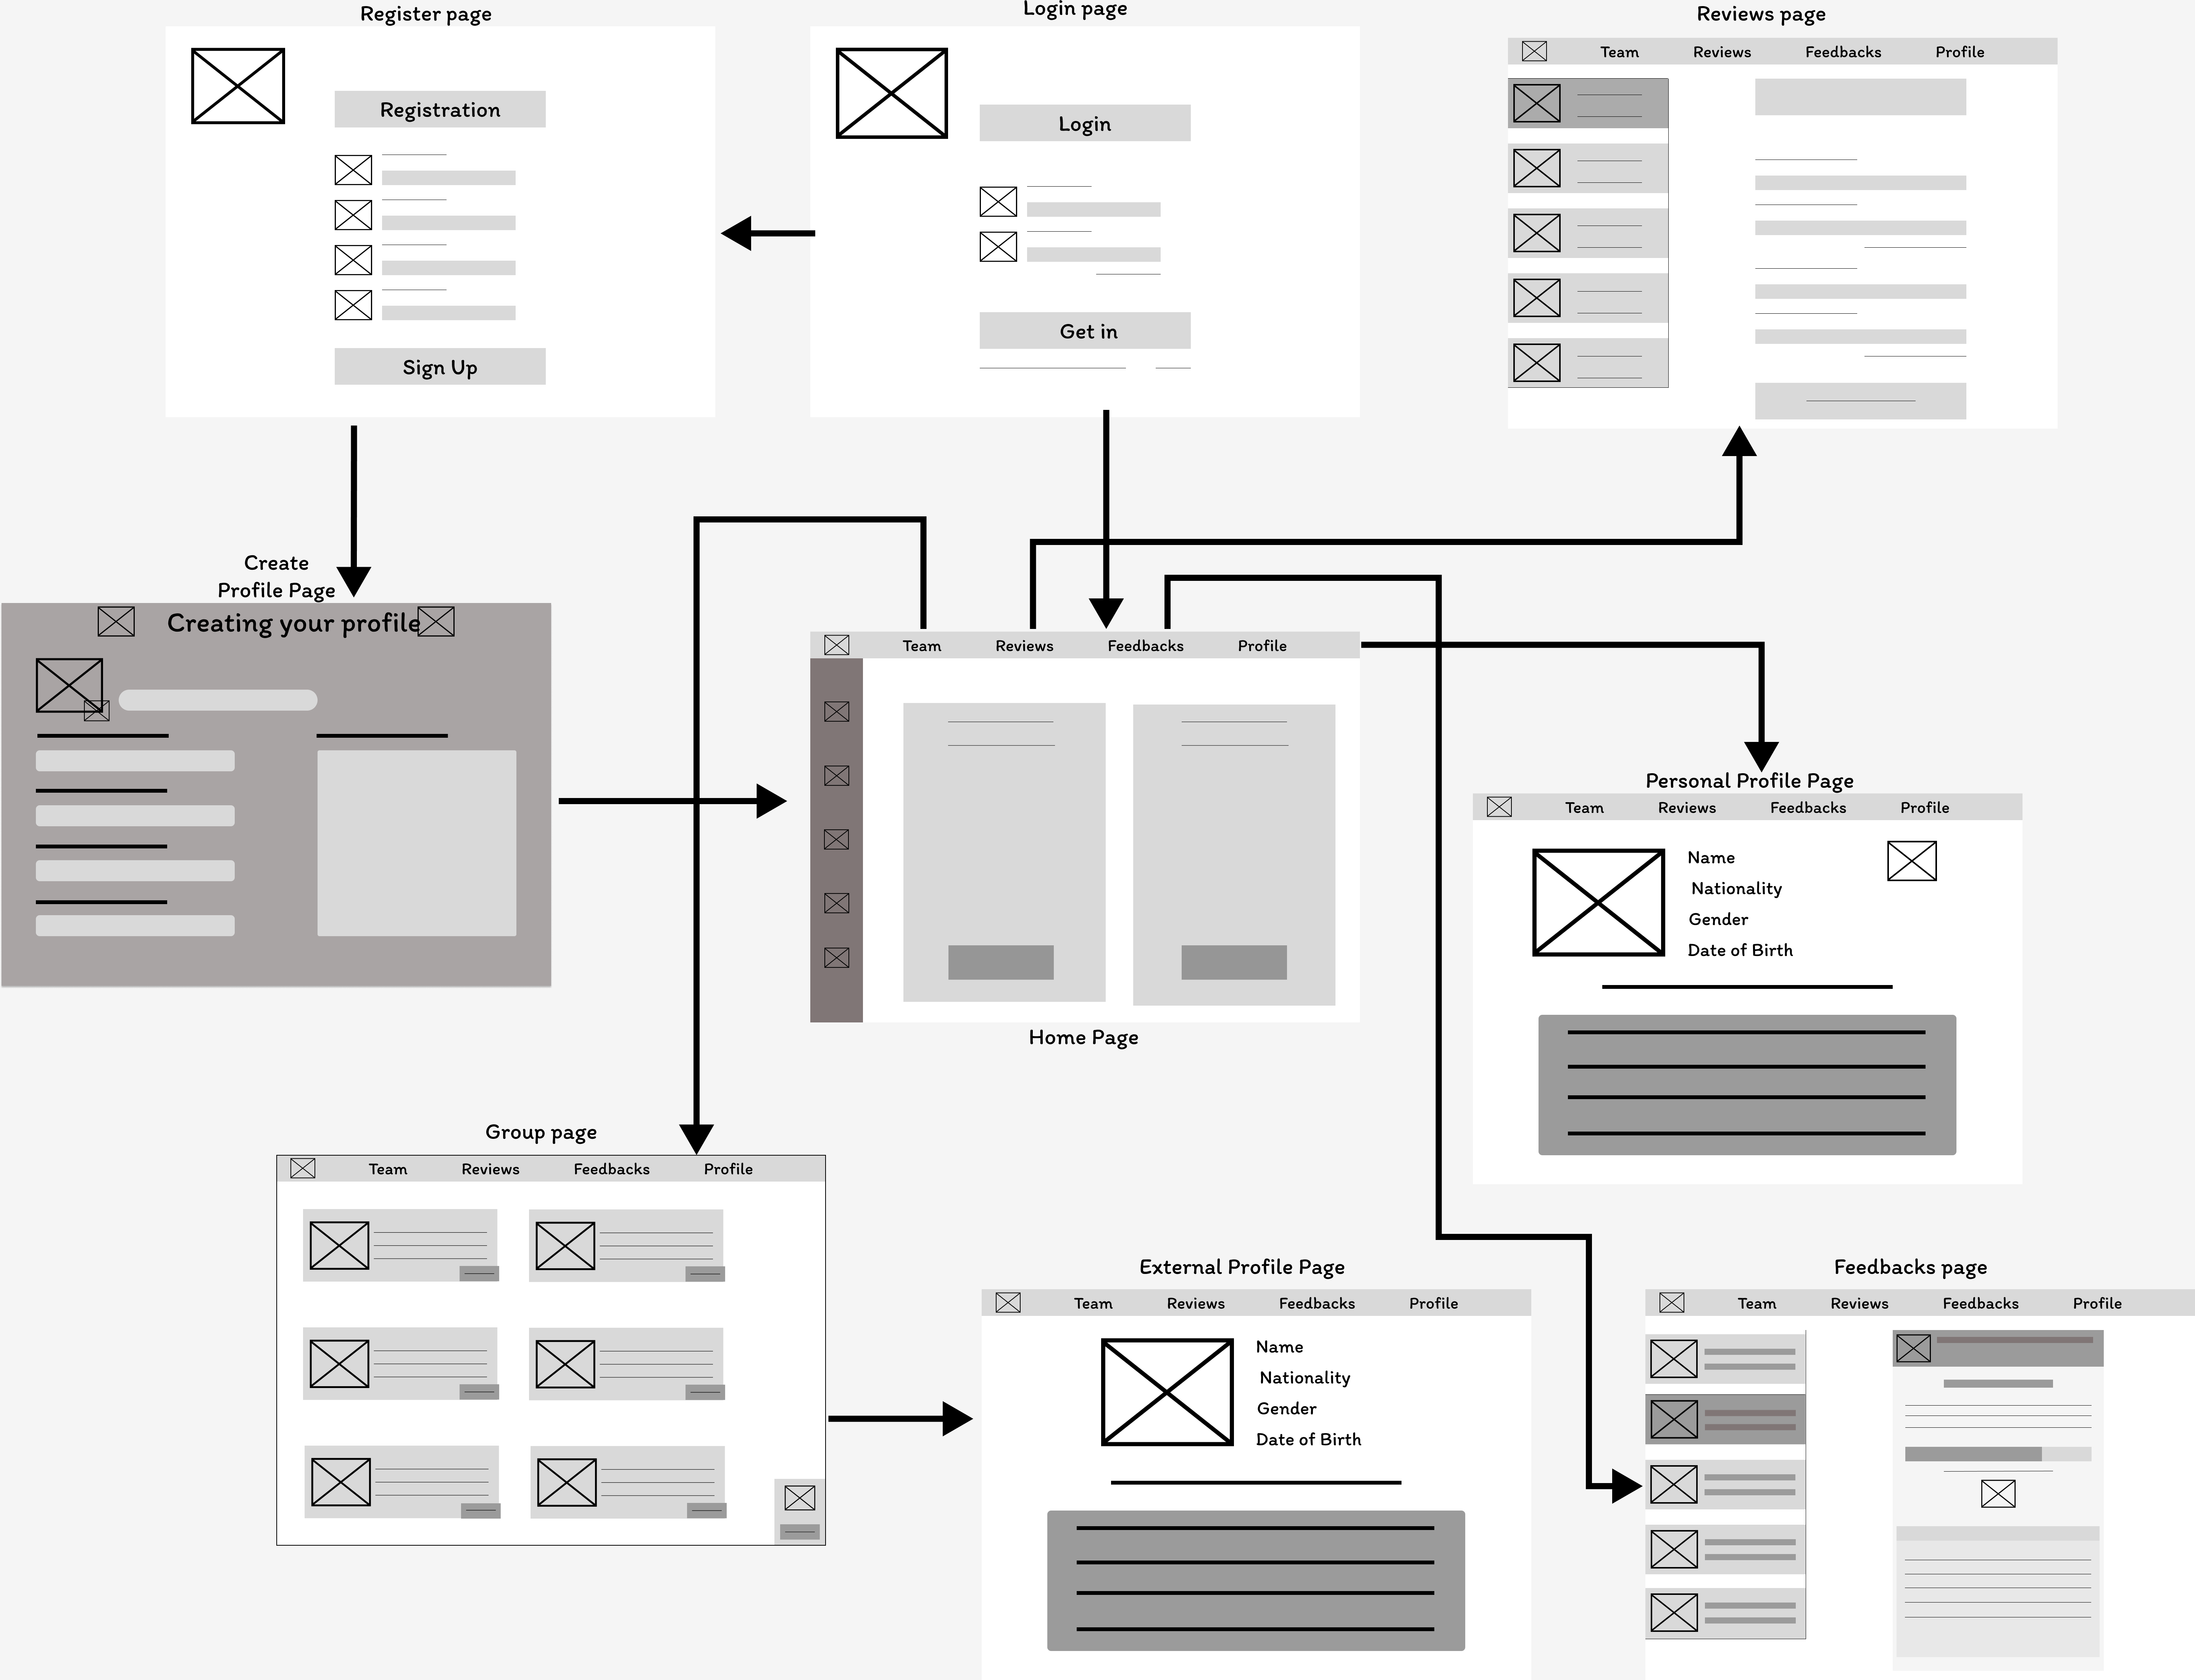 Register page
Registration
Sign Up
Login page
Login
Get in
Reviews page
Team Reviews Feedbacks Profile
Create
Profile Page
Creating your profile
Team Reviews Feedbacks Profile
Home Page
Personal Profile Page
Team Reviews Feedbacks Profile
Name
Nationality
Gender
Date of Birth
Group page
Team Reviews Feedbacks Profile
External Profile Page
Team Reviews Feedbacks Profile
Name
Nationality
Gender
Date of Birth
Feedbacks page
Team Reviews Feedbacks Profile